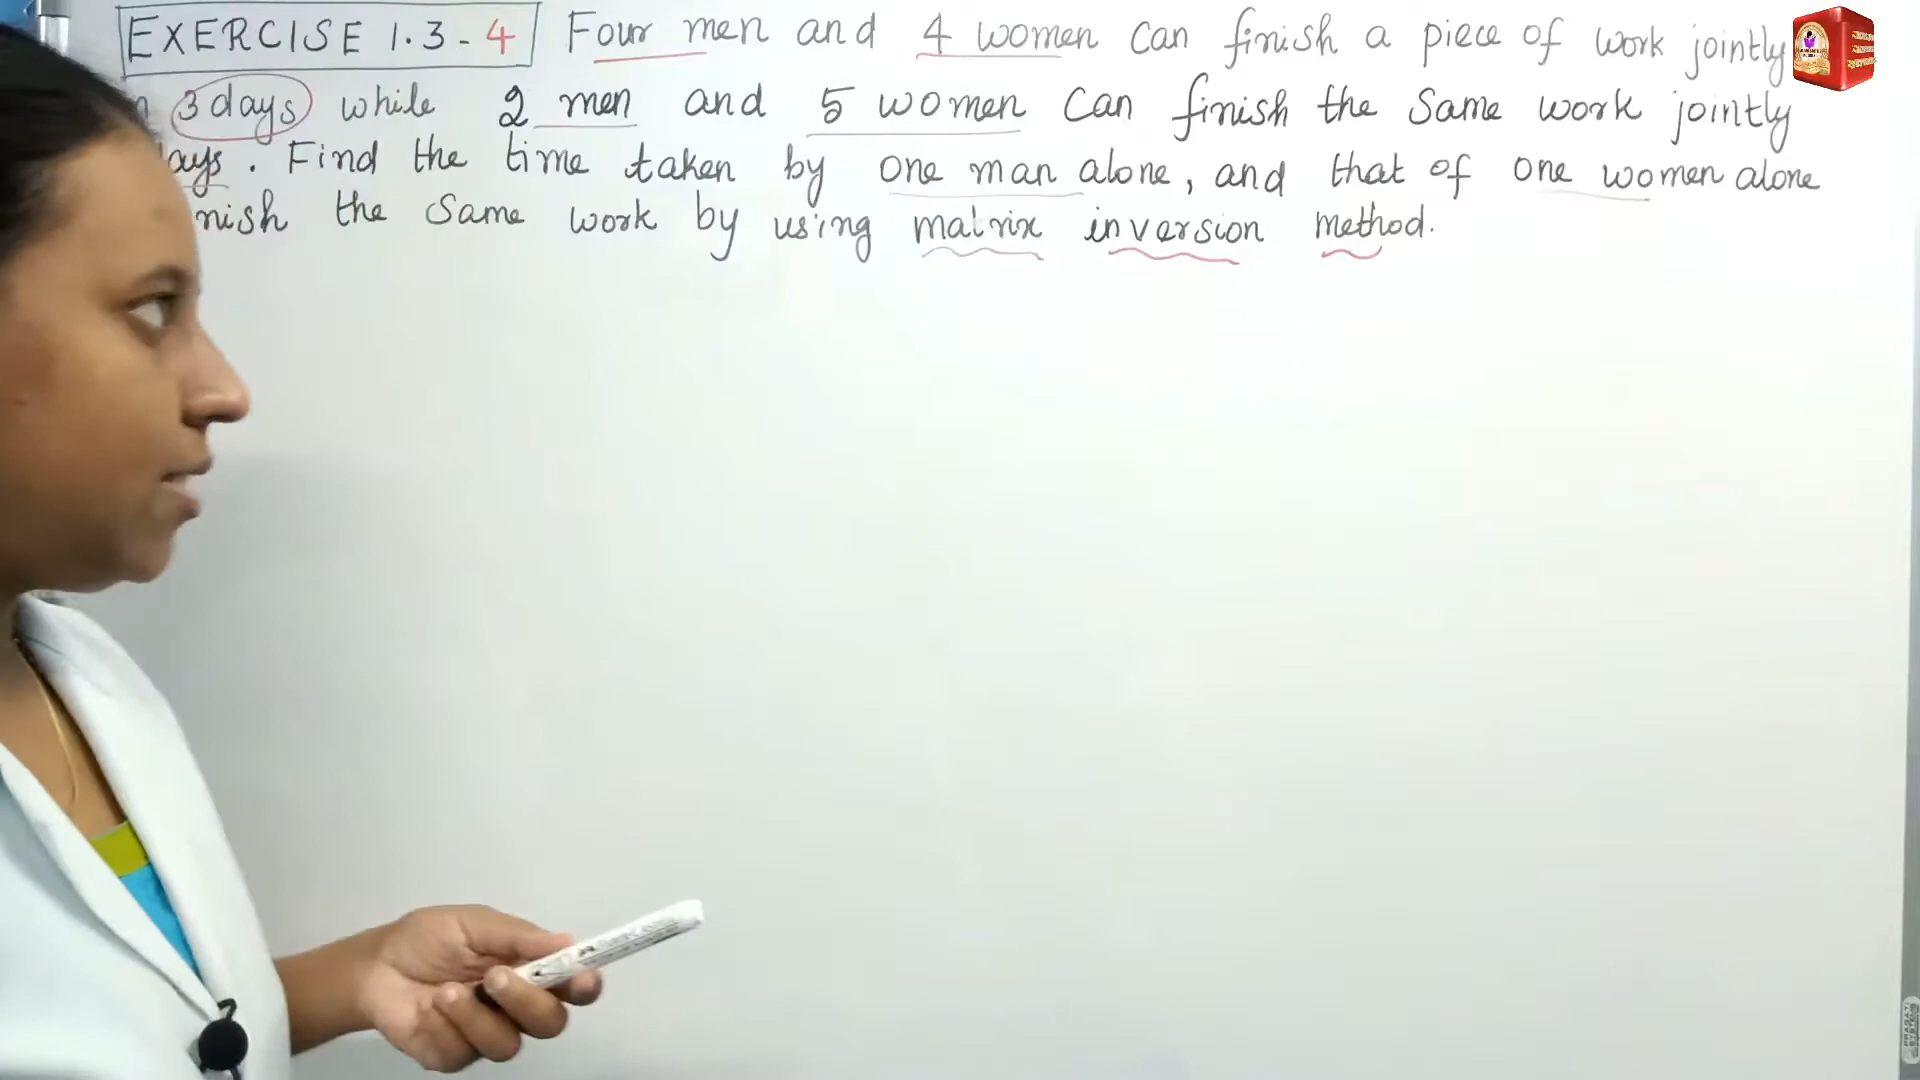 EXERCISE 1.3 - 4 Four men and 4 women can finish a piece of work jointly
3 days while 2 men and 5 women can finish the same work jointly
ays. Find the time taken by one man alone, and that of one women alone
nish the same work by using matrix inversion method.